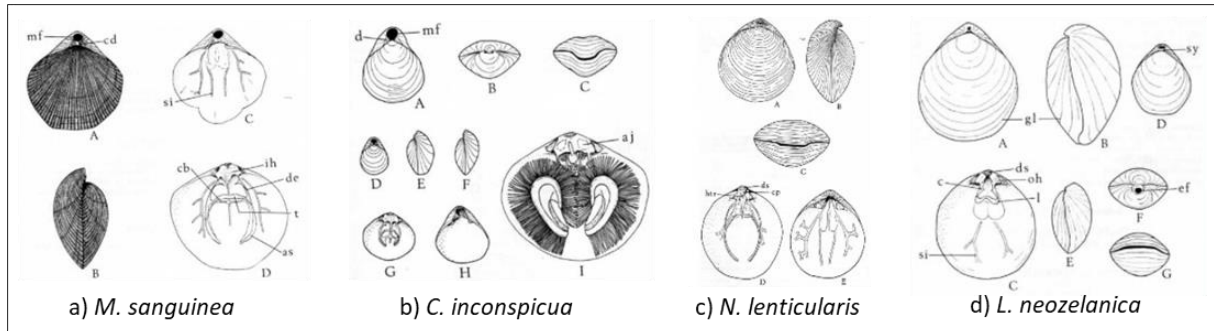 mf
cd
A
si
C
B
cb
ih
de
t
as
D
a) M. sanguinea
d
mf
A
B
C
D
E
F
aj
G
H
I
b) C. inconspicua
A
B
C
ds
cp
D
E
c) N. lenticularis
gl
A
B
sy
D
ds
oh
c
l
si
C
E
ef
F
G
d) L. neozelanica